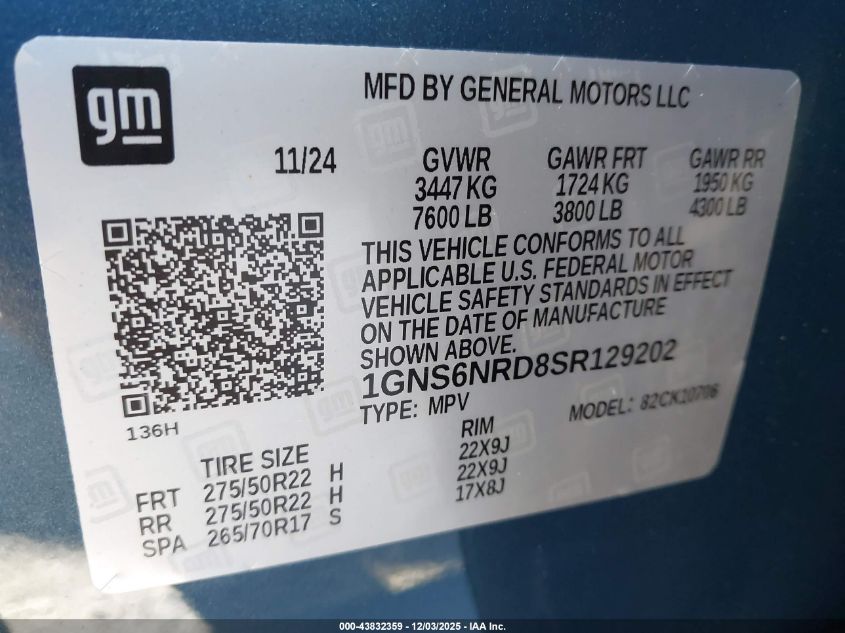 gm
MFD BY GENERAL MOTORS LLC
11/24
GVWR GAWR FRT GAWR RR
3447 KG 1724 KG 1950 KG
7600 LB 3800 LB 4300 LB
THIS VEHICLE CONFORMS TO ALL
APPLICABLE U.S. FEDERAL MOTOR
VEHICLE SAFETY STANDARDS IN EFFECT
ON THE DATE OF MANUFACTURE
SHOWN ABOVE.
1GNS6NRD8SR129202
TYPE: MPV MODEL: 82CK10706
136H
TIRE SIZE RIM
FRT 275/50R22 H 22X9J
RR 275/50R22 H 22X9J
SPA 265/70R17 S 17X8J
000-43832359 - 12/03/2025 - IAA Inc.